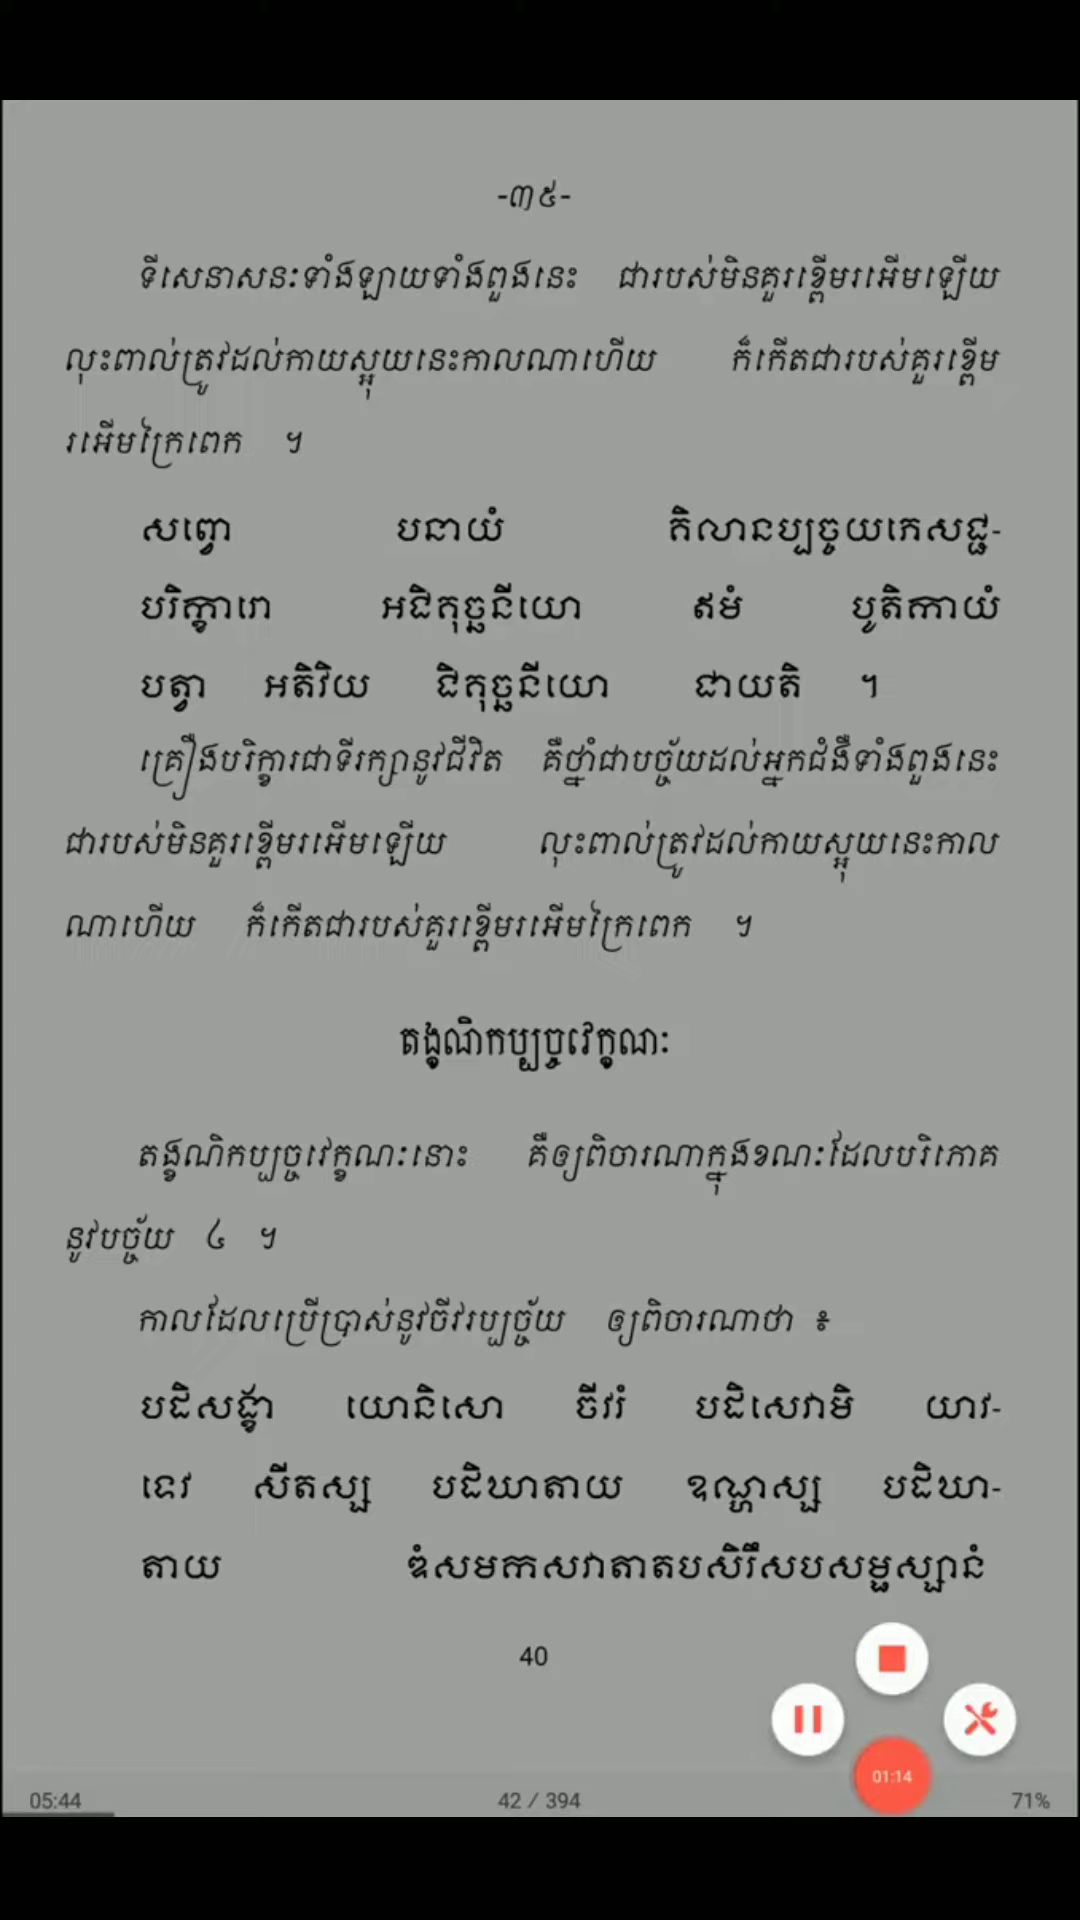 -៣៥-
ទីសេនាសនៈទាំងឡាយទាំងពួងនេះ ជារបស់មិនគួរខ្ពើមរអើមឡើយ
លុះពាល់ត្រូវដល់កាយស្អុយនេះកាលណាហើយ ក៏កើតជារបស់គួរខ្ពើម
រអើមក្រៃពេក ។
សព្វោ បនាយំ គិលានប្បច្ចយភេសជ្ជ-
បរិក្ខារោ អជិគុច្ឆនីយោ ឥមំ បូតិកាយំ
បត្វា អតិវិយ ជិគុច្ឆនីយោ ជាយតិ ។
គ្រឿងបរិក្ខារជាទីរក្សានូវជីវិត គឺថ្នាំជាបច្ច័យដល់អ្នកជំងឺទាំងពួងនេះ
ជារបស់មិនគួរខ្ពើមរអើមឡើយ លុះពាល់ត្រូវដល់កាយស្អុយនេះកាល
ណាហើយ ក៏កើតជារបស់គួរខ្ពើមរអើមក្រៃពេក ។
តង្ខណិកប្បច្ចវេក្ខណៈ
តង្ខណិកប្បច្ចវេក្ខណៈនោះ គឺឲ្យពិចារណាក្នុងខណៈដែលបរិភោគ
នូវបច្ច័យ ៤ ។
កាលដែលប្រើប្រាស់នូវចីវរប្បច្ច័យ ឲ្យពិចារណាថា ៖
បដិសង្ខា យោនិសោ ចីវរំ បដិសេវាមិ យាវ-
ទេវ សីតស្ស បដិឃាតាយ ឧណ្ហស្ស បដិឃា-
តាយ ឌំសមកសវាតាតបសិរឹសបសម្ផស្សានំ
40
01:14
05:44 42 / 394 71%